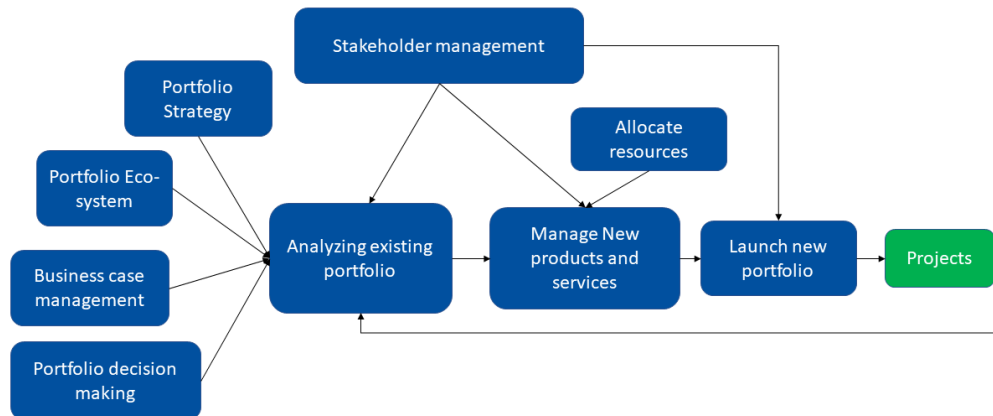 Stakeholder management
Portfolio
Strategy
Allocate
resources
Portfolio Eco-
system
Analyzing existing
portfolio
Manage New
products and
services
Launch new
portfolio
Projects
Business case
management
Portfolio decision
making